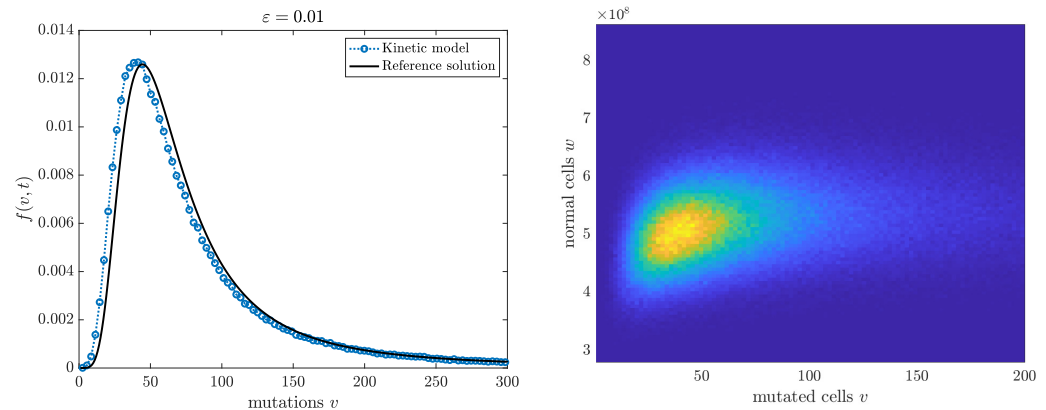 ε = 0.01
0.014
0.012
0.01
0.008
0.006
0.004
0.002
0
f(v, t)
Kinetic model
Reference solution
0 50 100 150 200 250 300
mutations v
×10⁸
8
7
6
5
4
3
normal cells w
50 100 150 200
mutated cells v